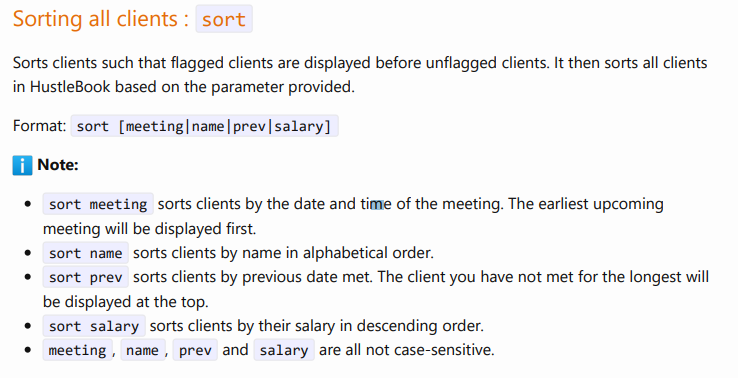 Sorting all clients : sort
Sorts clients such that flagged clients are displayed before unflagged clients. It then sorts all clients
in HustleBook based on the parameter provided.
Format: sort [meeting|name|prev|salary]
i Note:
• sort meeting sorts clients by the date and time of the meeting. The earliest upcoming
meeting will be displayed first.
• sort name sorts clients by name in alphabetical order.
• sort prev sorts clients by previous date met. The client you have not met for the longest will
be displayed at the top.
• sort salary sorts clients by their salary in descending order.
• meeting, name, prev and salary are all not case-sensitive.